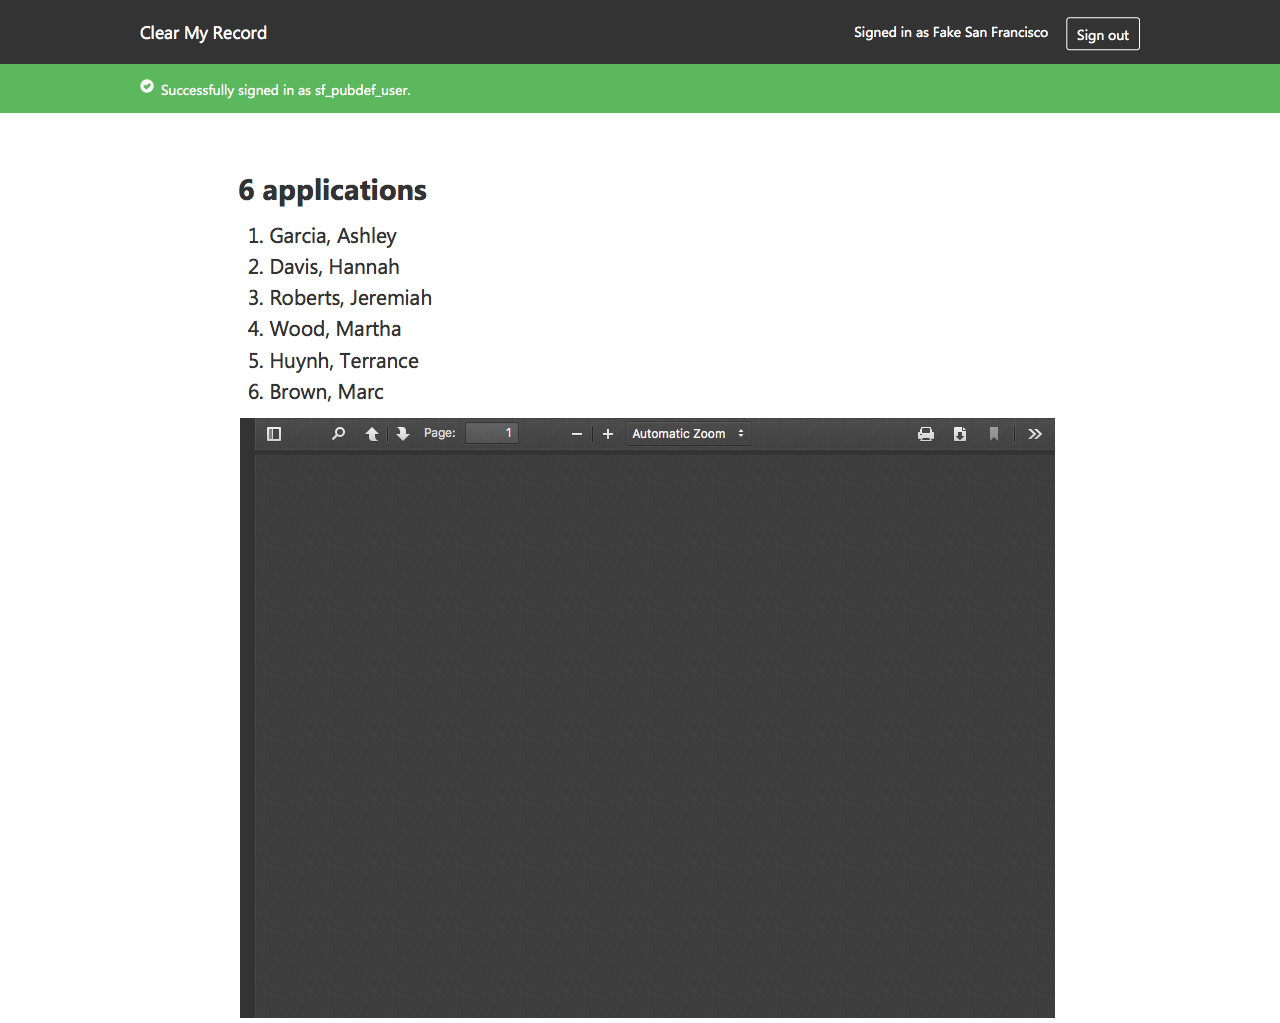 Clear My Record
Signed in as Fake San Francisco
Sign out
Successfully signed in as sf_pubdef_user.
6 applications
1. Garcia, Ashley
2. Davis, Hannah
3. Roberts, Jeremiah
4. Wood, Martha
5. Huynh, Terrance
6. Brown, Marc
Page: 1
Automatic Zoom